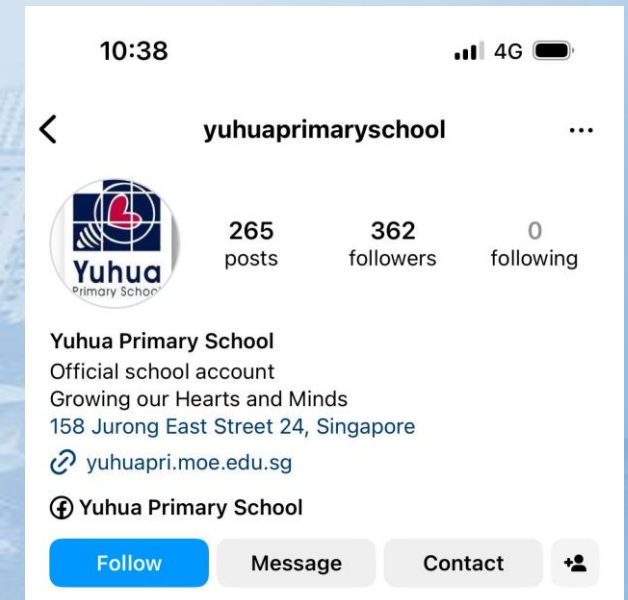 10:38 4G
yuhuaprimaryschool
Yuhua
Primary School
265 362 0
posts followers following
Yuhua Primary School
Official school account
Growing our Hearts and Minds
158 Jurong East Street 24, Singapore
yuhuapri.moe.edu.sg
Yuhua Primary School
Follow Message Contact